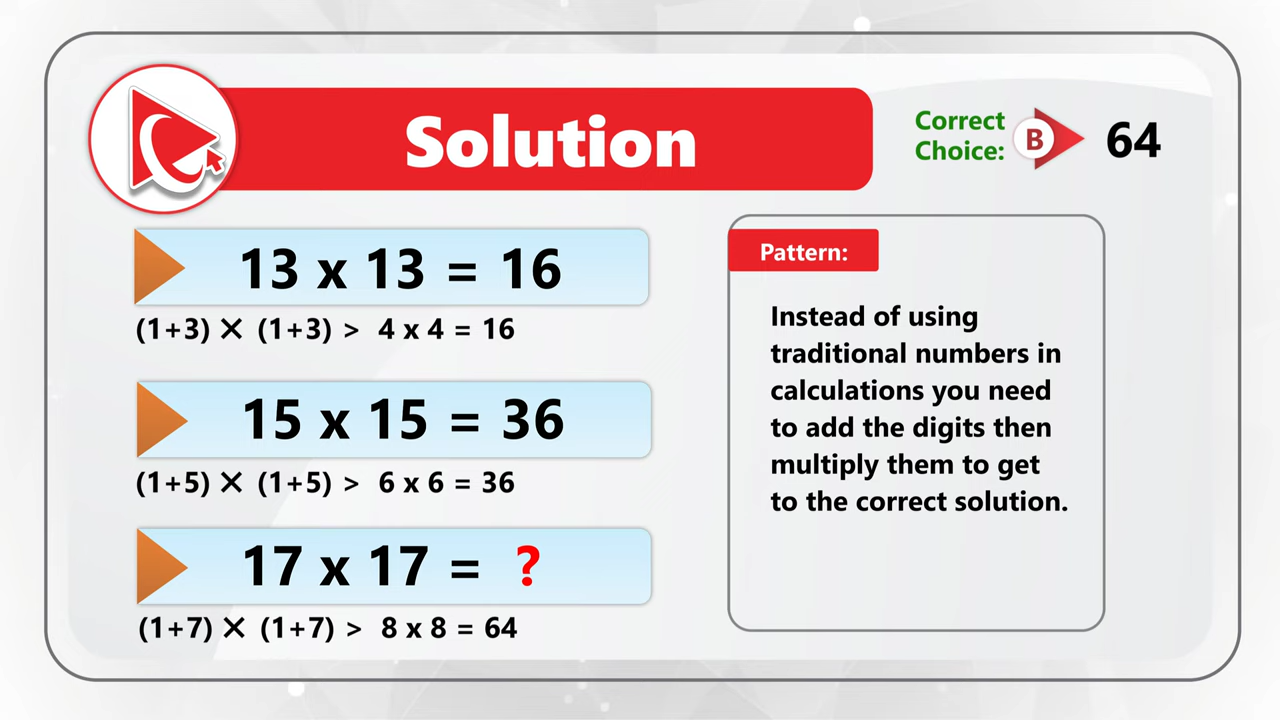 Solution
Correct
Choice:
B
64
13 x 13 = 16
(1+3) × (1+3) > 4 x 4 = 16
15 x 15 = 36
(1+5) × (1+5) > 6 x 6 = 36
17 x 17 = ?
(1+7) × (1+7) > 8 x 8 = 64
Pattern:
Instead of using
traditional numbers in
calculations you need
to add the digits then
multiply them to get
to the correct solution.